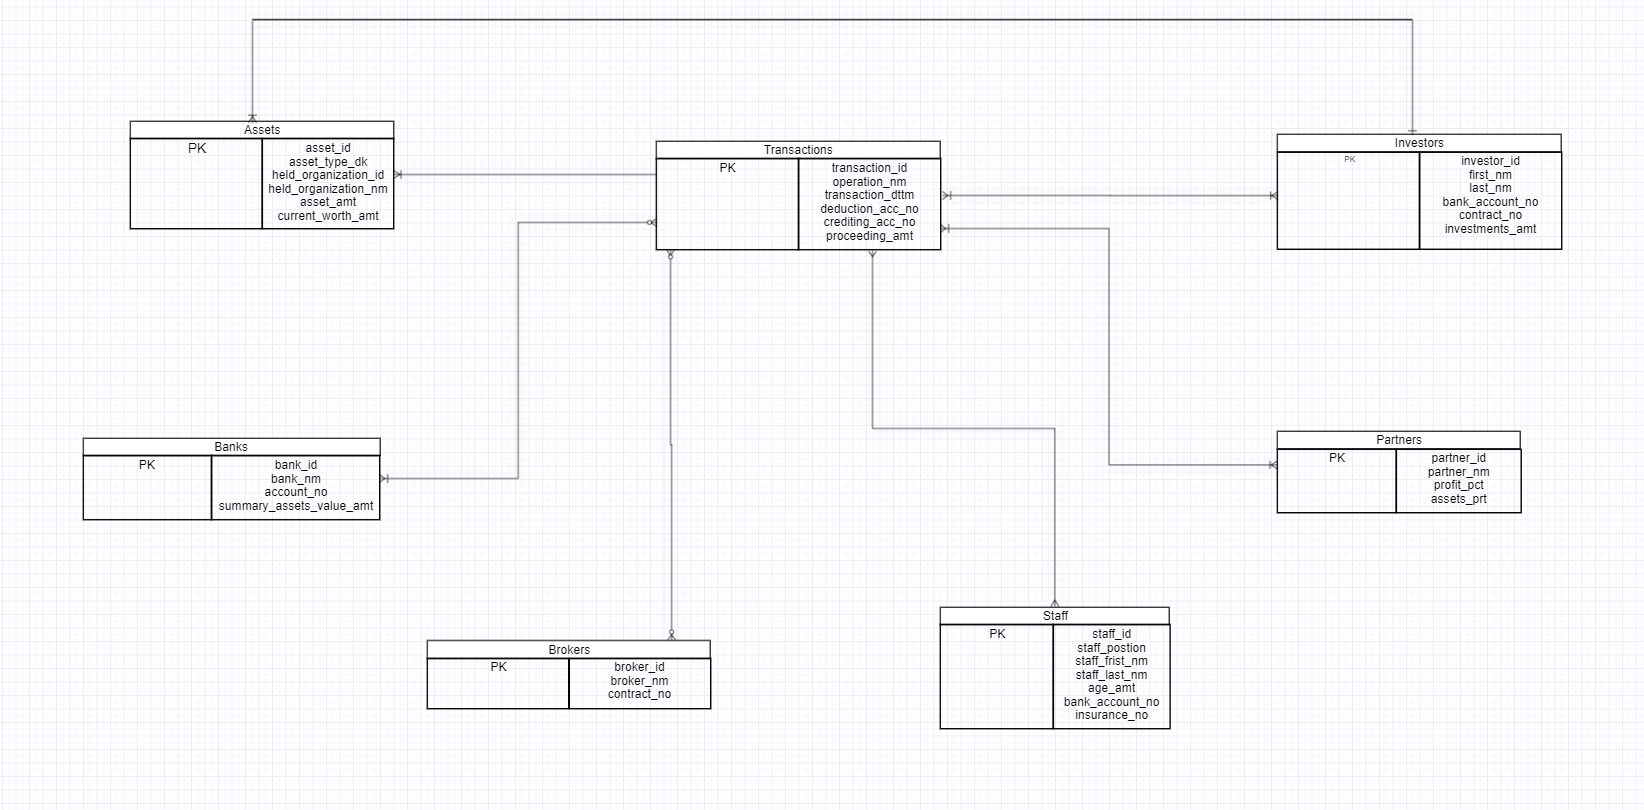 Assets
PK
asset_id
asset_type_dk
held_organization_id
held_organization_nm
asset_amt
current_worth_amt
Transactions
PK
transaction_id
operation_nm
transaction_dttm
deduction_acc_no
crediting_acc_no
proceeding_amt
Investors
PK
investor_id
first_nm
last_nm
bank_account_no
contract_no
investments_amt
Banks
PK
bank_id
bank_nm
account_no
summary_assets_value_amt
Partners
PK
partner_id
partner_nm
profit_pct
assets_prt
Brokers
PK
broker_id
broker_nm
contract_no
Staff
PK
staff_id
staff_postion
staff_frist_nm
staff_last_nm
age_amt
bank_account_no
insurance_no